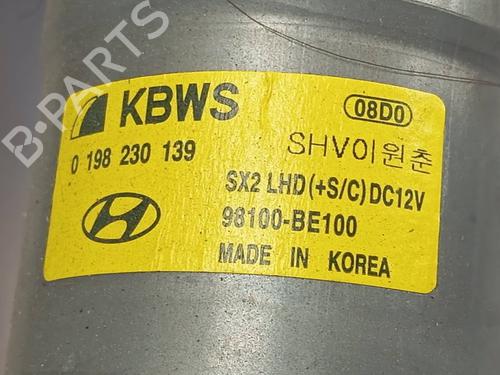 B-PARTS
KBWS
08D0
0 198 230 139
SHV이원춘
SX2 LHD(+S/C)DC12V
98100-BE100
MADE IN KOREA